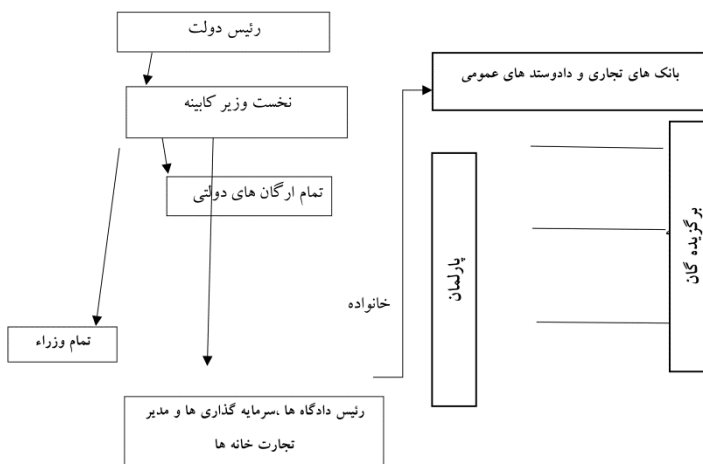 رئیس دولت
بانک های تجاری و دادوستد های عمومی
نخست وزیر کابینه
تمام ارگان های دولتی
برگزیده گان
پارلمان
خانواده
تمام وزراء
رئیس دادگاه ها ،سرمایه گذاری ها و مدیر
تجارت خانه ها